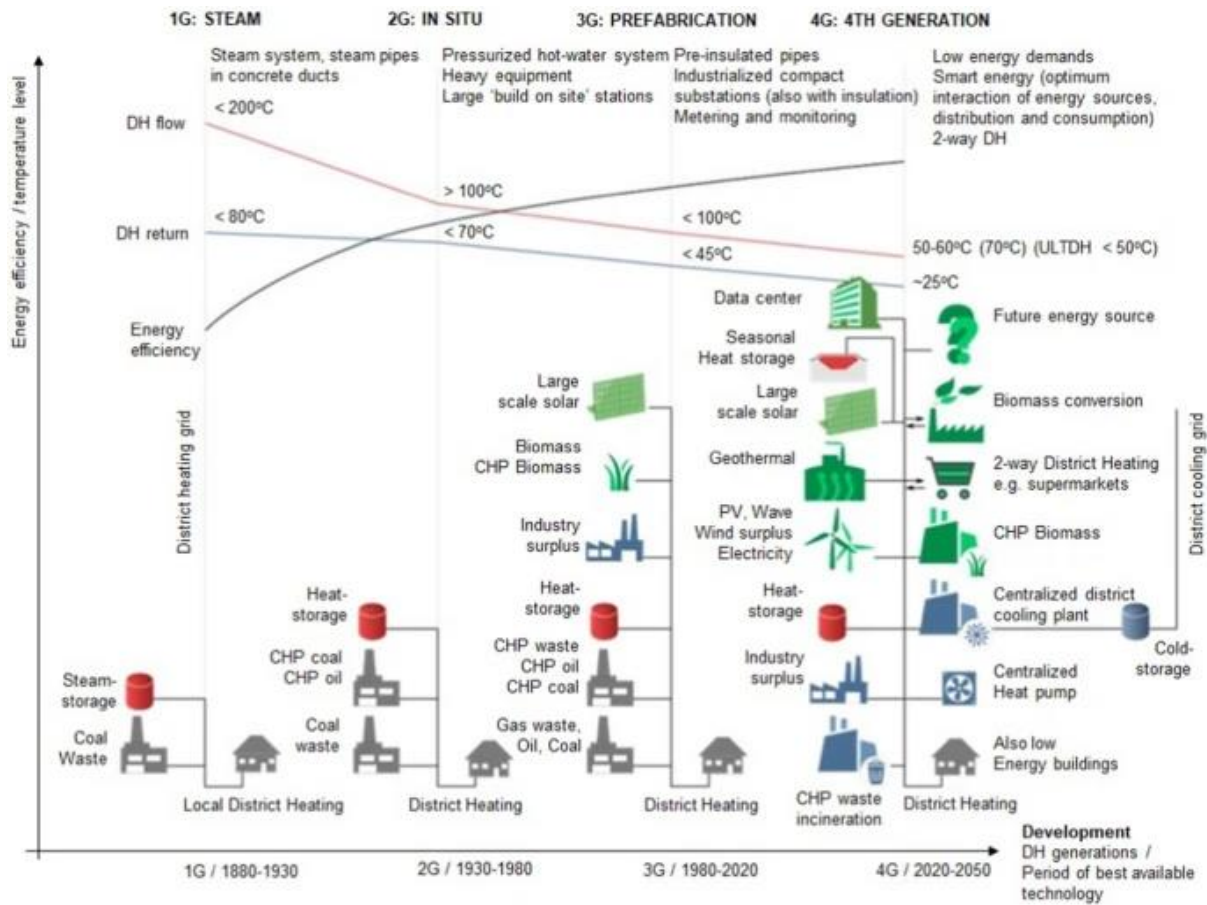 1G: STEAM
2G: IN SITU
3G: PREFABRICATION
4G: 4TH GENERATION
Steam system, steam pipes
in concrete ducts
Pressurized hot-water system
Heavy equipment
Large 'build on site' stations
Pre-insulated pipes
Industrialized compact
substations (also with insulation)
Metering and monitoring
Low energy demands
Smart energy (optimum
interaction of energy sources,
distribution and consumption)
2-way DH
Energy efficiency / temperature level
DH flow
< 200ºC
> 100ºC
< 100ºC
50-60ºC (70ºC) (ULTDH < 50ºC)
DH return
< 80ºC
< 70ºC
< 45ºC
~25ºC
Energy
efficiency
District heating grid
Steam-
storage
Coal
Waste
Local District Heating
Heat-
storage
CHP coal
CHP oil
Coal
waste
District Heating
Large
scale solar
Biomass
CHP Biomass
Industry
surplus
Heat-
storage
CHP waste
CHP oil
CHP coal
Gas waste,
Oil, Coal
District Heating
Data center
Seasonal
Heat storage
Large
scale solar
Geothermal
PV, Wave
Wind surplus
Electricity
Heat-
storage
Industry
surplus
CHP waste
incineration
Future energy source
Biomass conversion
2-way District Heating
e.g. supermarkets
CHP Biomass
Centralized district
cooling plant
Centralized
Heat pump
Also low
Energy buildings
District Heating
District cooling grid
Cold-
storage
1G / 1880-1930
2G / 1930-1980
3G / 1980-2020
4G / 2020-2050
Development
DH generations /
Period of best available
technology